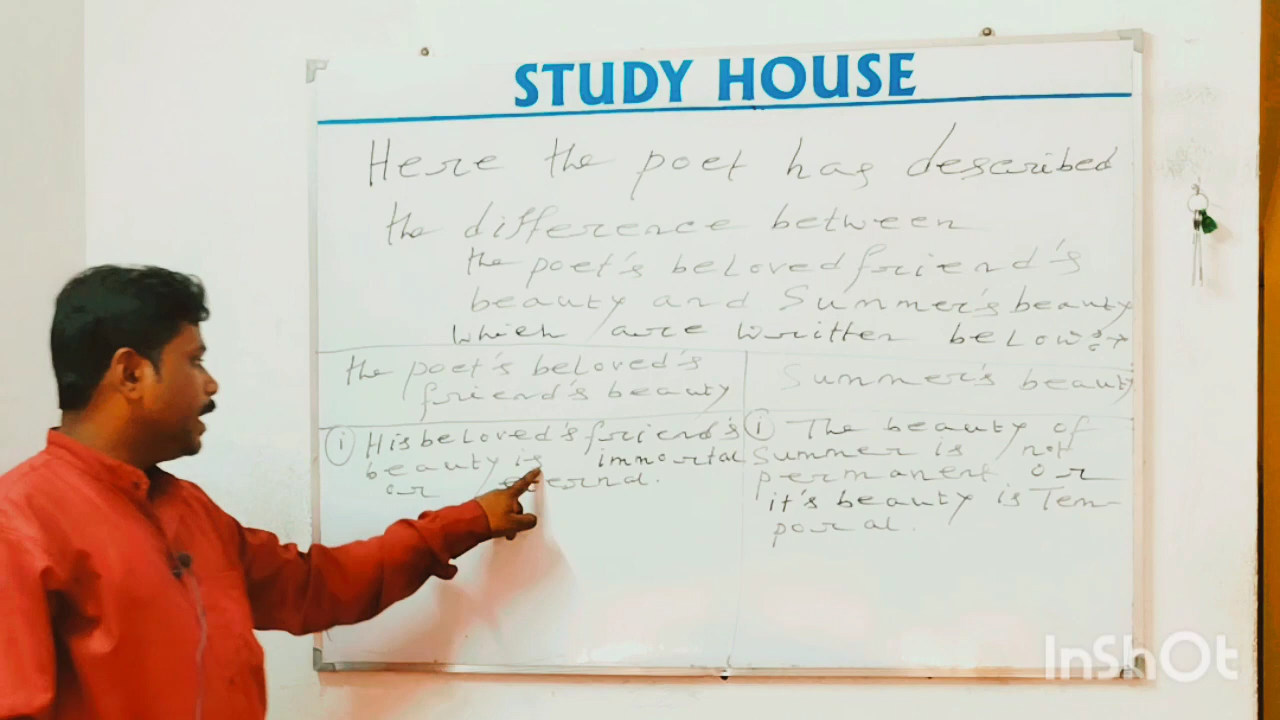 STUDY HOUSE
Here the poet has described
the difference between
the poet's beloved friend's
beauty and Summer's beauty
which are written below:→
the poet's beloved's
friend's beauty
Summer's beauty
(i) His beloved's friend's
beauty is immortal
or eternal.
(i) The beauty of
Summer is not
permanent or
it's beauty is Tem-
poral.
InShOt